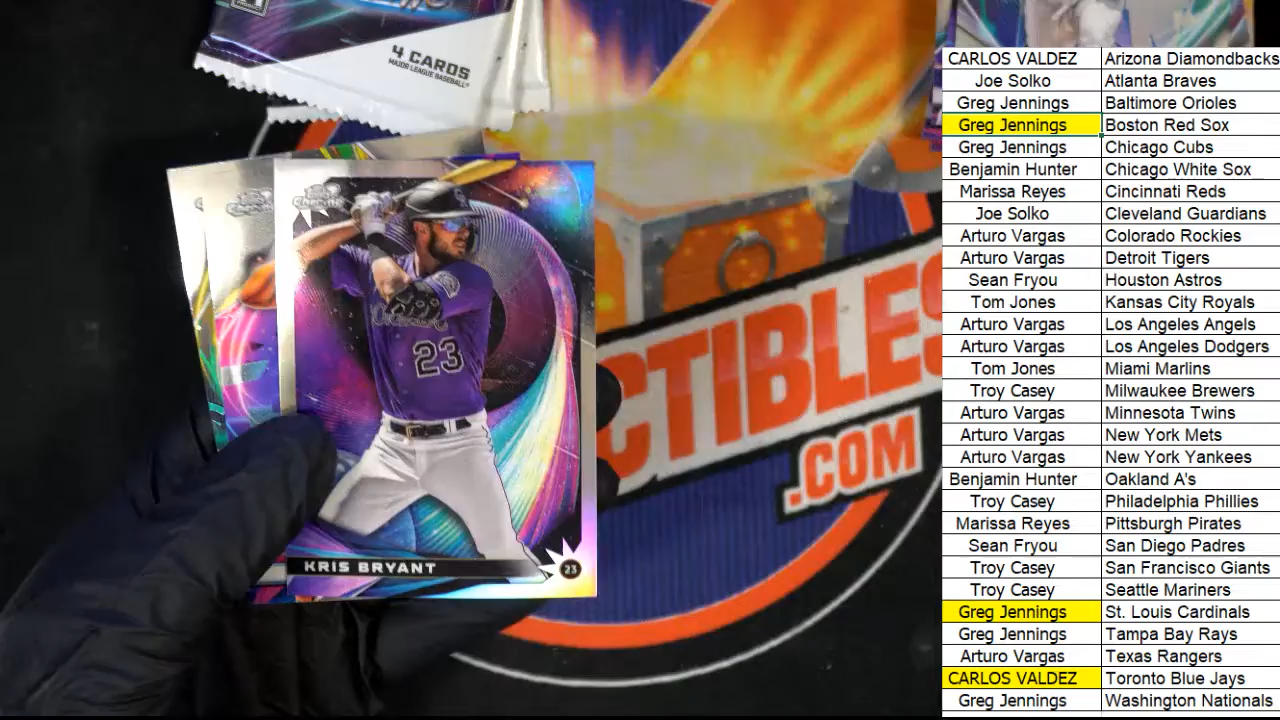 4 CARDS
MAJOR LEAGUE BASEBALL
Chrome
23
KRIS BRYANT
23
CTIBLES
.COM
CARLOS VALDEZ Arizona Diamondbacks
Joe Solko Atlanta Braves
Greg Jennings Baltimore Orioles
Greg Jennings Boston Red Sox
Greg Jennings Chicago Cubs
Benjamin Hunter Chicago White Sox
Marissa Reyes Cincinnati Reds
Joe Solko Cleveland Guardians
Arturo Vargas Colorado Rockies
Arturo Vargas Detroit Tigers
Sean Fryou Houston Astros
Tom Jones Kansas City Royals
Arturo Vargas Los Angeles Angels
Arturo Vargas Los Angeles Dodgers
Tom Jones Miami Marlins
Troy Casey Milwaukee Brewers
Arturo Vargas Minnesota Twins
Arturo Vargas New York Mets
Arturo Vargas New York Yankees
Benjamin Hunter Oakland A's
Troy Casey Philadelphia Phillies
Marissa Reyes Pittsburgh Pirates
Sean Fryou San Diego Padres
Troy Casey San Francisco Giants
Troy Casey Seattle Mariners
Greg Jennings St. Louis Cardinals
Greg Jennings Tampa Bay Rays
Arturo Vargas Texas Rangers
CARLOS VALDEZ Toronto Blue Jays
Greg Jennings Washington Nationals